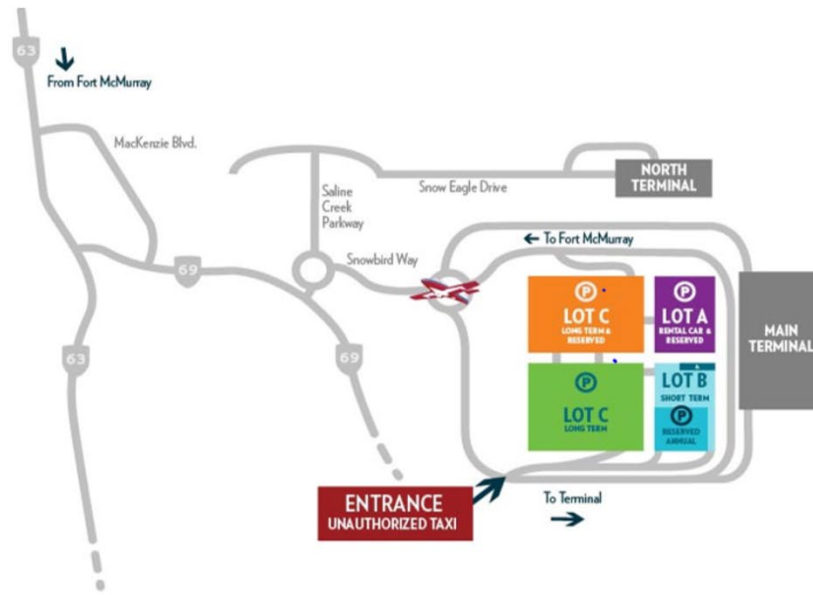 63
From Fort McMurray
MacKenzie Blvd.
NORTH
TERMINAL
Saline
Creek
Parkway
Snow Eagle Drive
To Fort McMurray
Snowbird Way
69
P
LOT C
LONG TERM &
RESERVED
P
LOT A
RENTAL CAR &
RESERVED
MAIN
TERMINAL
63
69
P
LOT C
LONG TERM
LOT B
SHORT TERM
P
RESERVED
ANNUAL
ENTRANCE
UNAUTHORIZED TAXI
To Terminal